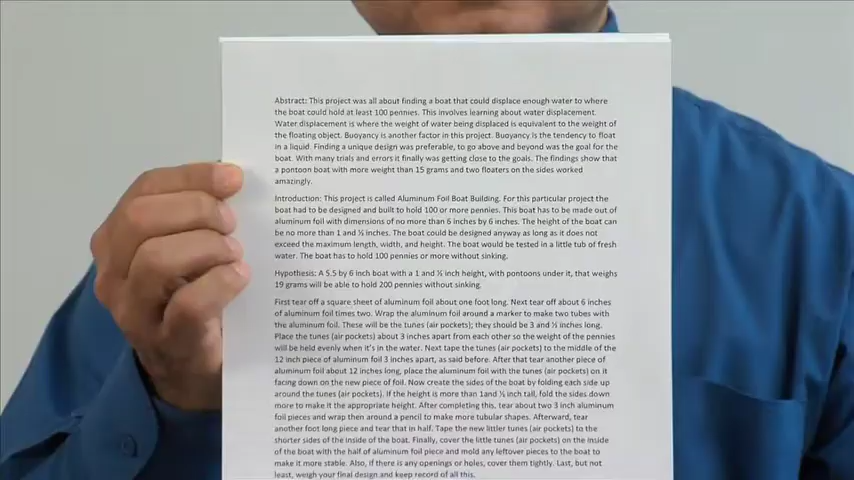 Abstract: This project was all about finding a boat that could displace enough water to where
the boat could hold at least 100 pennies. This involves learning about water displacement.
Water displacement is where the weight of water being displaced is equivalent to the weight of
the floating object. Buoyancy is another factor in this project. Buoyancy is the tendency to float
in a liquid. Finding a unique design was preferable, to go above and beyond was the goal for the
boat. With many trials and errors it finally was getting close to the goals. The findings show that
a pontoon boat with more weight than 15 grams and two floaters on the sides worked
amazingly.
Introduction: This project is called Aluminum Foil Boat Building. For this particular project the
boat had to be designed and built to hold 100 or more pennies. This boat has to be made out of
aluminum foil with dimensions of no more than 6 inches by 6 inches. The height of the boat can
be no more than 1 and ½ inches. The boat could be designed anyway as long as it does not
exceed the maximum length, width, and height. The boat would be tested in a little tub of fresh
water. The boat has to hold 100 pennies or more without sinking.
Hypothesis: A 5.5 by 6 inch boat with a 1 and ½ inch height, with pontoons under it, that weighs
19 grams will be able to hold 200 pennies without sinking.
First tear off a square sheet of aluminum foil about one foot long. Next tear off about 6 inches
of aluminum foil times two. Wrap the aluminum foil around a marker to make two tubes with
the aluminum foil. These will be the tunes (air pockets); they should be 3 and ½ inches long.
Place the tunes (air pockets) about 3 inches apart from each other so the weight of the pennies
will be held evenly when it's in the water. Next tape the tunes (air pockets) to the middle of the
12 inch piece of aluminum foil 3 inches apart, as said before. After that tear another piece of
aluminum foil about 12 inches long, place the aluminum foil with the tunes (air pockets) on it
facing down on the new piece of foil. Now create the sides of the boat by folding each side up
around the tunes (air pockets). If the height is more than 1and ½ inch tall, fold the sides down
more to make it the appropriate height. After completing this, tear about two 3 inch aluminum
foil pieces and wrap then around a pencil to make more tubular shapes. Afterward, tear
another foot long piece and tear that in half. Tape the new little tunes (air pockets) to the
shorter sides of the inside of the boat. Finally, cover the little tunes (air pockets) on the inside
of the boat with the half of aluminum foil piece and mold any leftover pieces to the boat to
make it more stable. Also, if there is any openings or holes, cover them tightly. Last, but not
least, weigh your final design and keep record of all this.